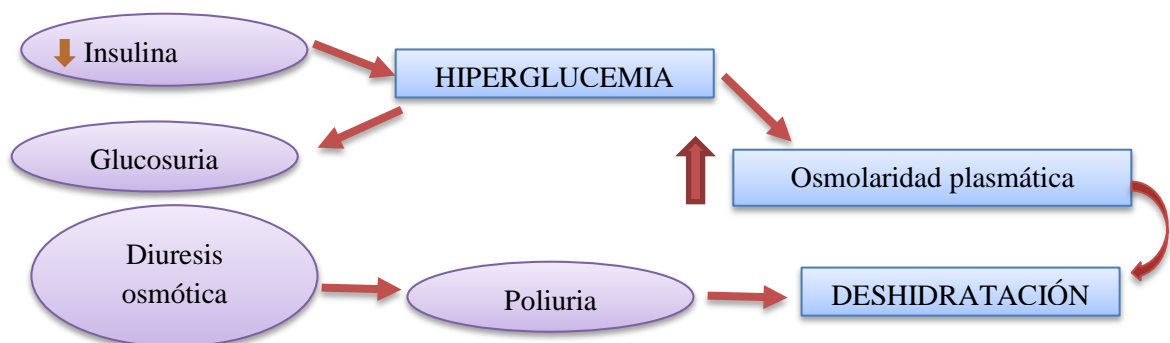 Insulina
HIPERGLUCEMIA
Glucosuria
Osmolaridad plasmática
Diuresis
osmótica
Poliuria
DESHIDRATACIÓN